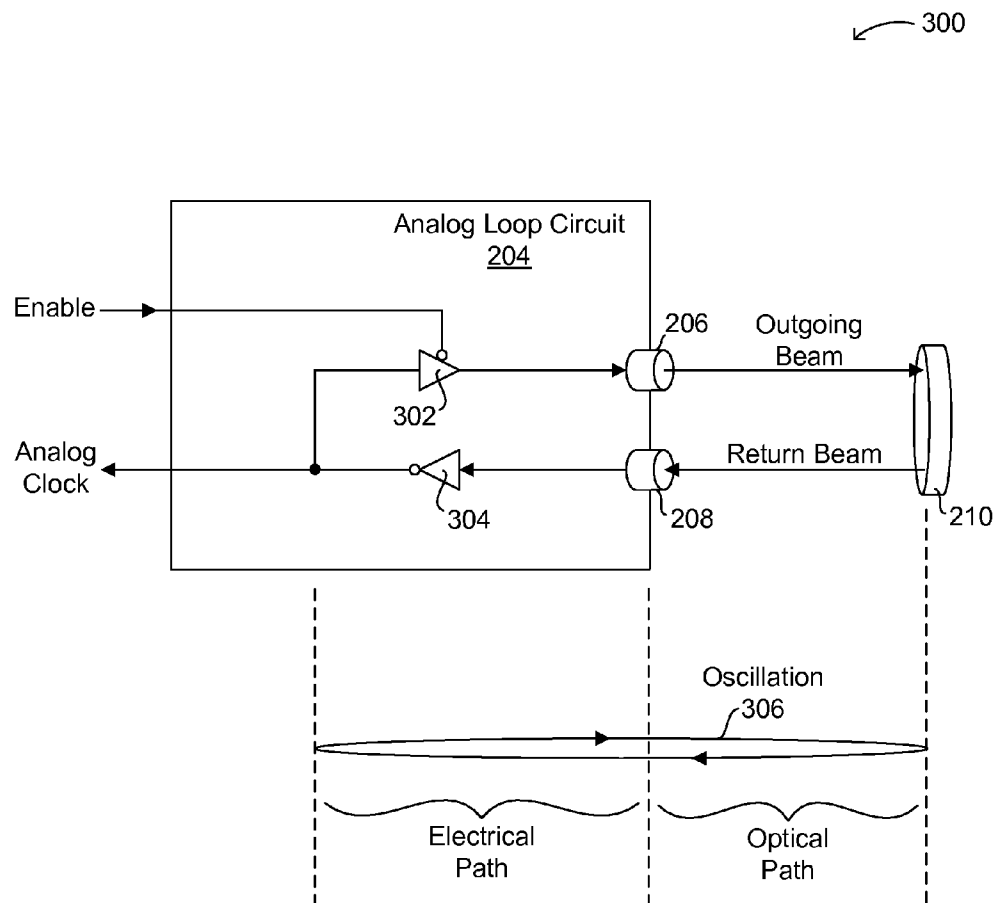 300
Analog Loop Circuit
204
Enable
206
Outgoing
Beam
302
Analog
Clock
Return Beam
304
208
210
Oscillation
306
Electrical
Path
Optical
Path